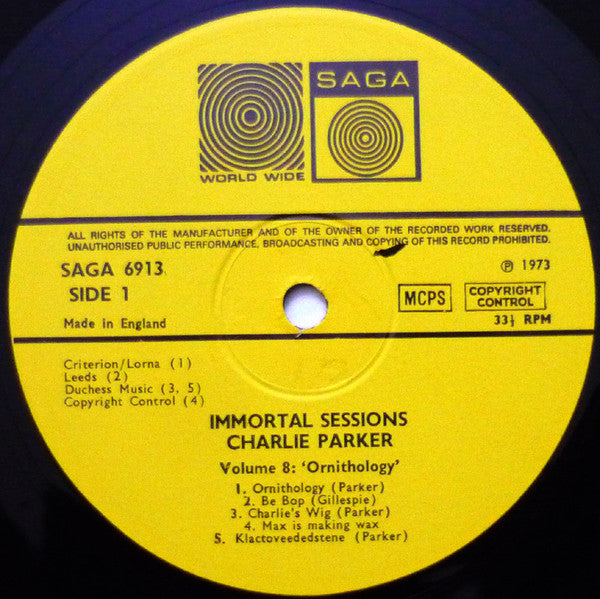 WORLD WIDE
SAGA
ALL RIGHTS OF THE MANUFACTURER AND OF THE OWNER OF THE RECORDED WORK RESERVED.
UNAUTHORISED PUBLIC PERFORMANCE, BROADCASTING AND COPYING OF THIS RECORD PROHIBITED.
SAGA 6913
SIDE 1
Made in England
℗ 1973
MCPS
COPYRIGHT
CONTROL
33⅓ RPM
Criterion/Lorna (1)
Leeds (2)
Duchess Music (3, 5)
Copyright Control (4)
IMMORTAL SESSIONS
CHARLIE PARKER
Volume 8: ‘Ornithology’
1. Ornithology (Parker)
2. Be Bop (Gillespie)
3. Charlie's Wig (Parker)
4. Max is making wax
5. Klactoveededstene (Parker)